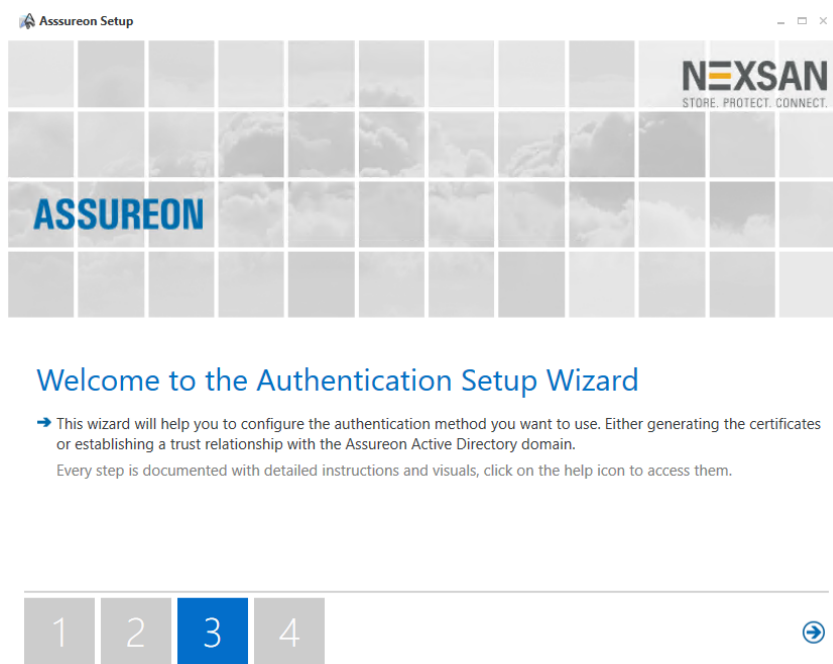 Asssureon Setup
NEXSAN
STORE. PROTECT. CONNECT.
ASSUREON
Welcome to the Authentication Setup Wizard
This wizard will help you to configure the authentication method you want to use. Either generating the certificates
or establishing a trust relationship with the Assureon Active Directory domain.
Every step is documented with detailed instructions and visuals, click on the help icon to access them.
1 2 3 4